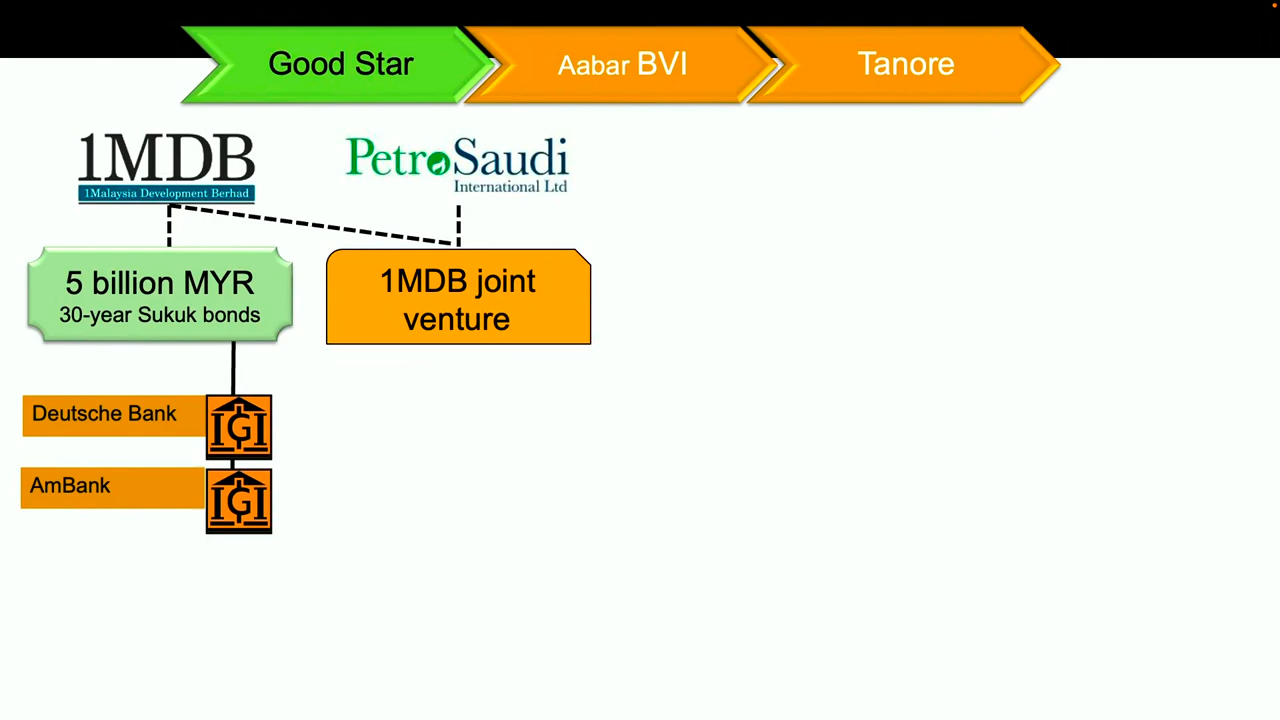 Good Star
Aabar BVI
Tanore
1MDB
1Malaysia Development Berhad
PetroSaudi
International Ltd
5 billion MYR
30-year Sukuk bonds
1MDB joint
venture
Deutsche Bank
AmBank